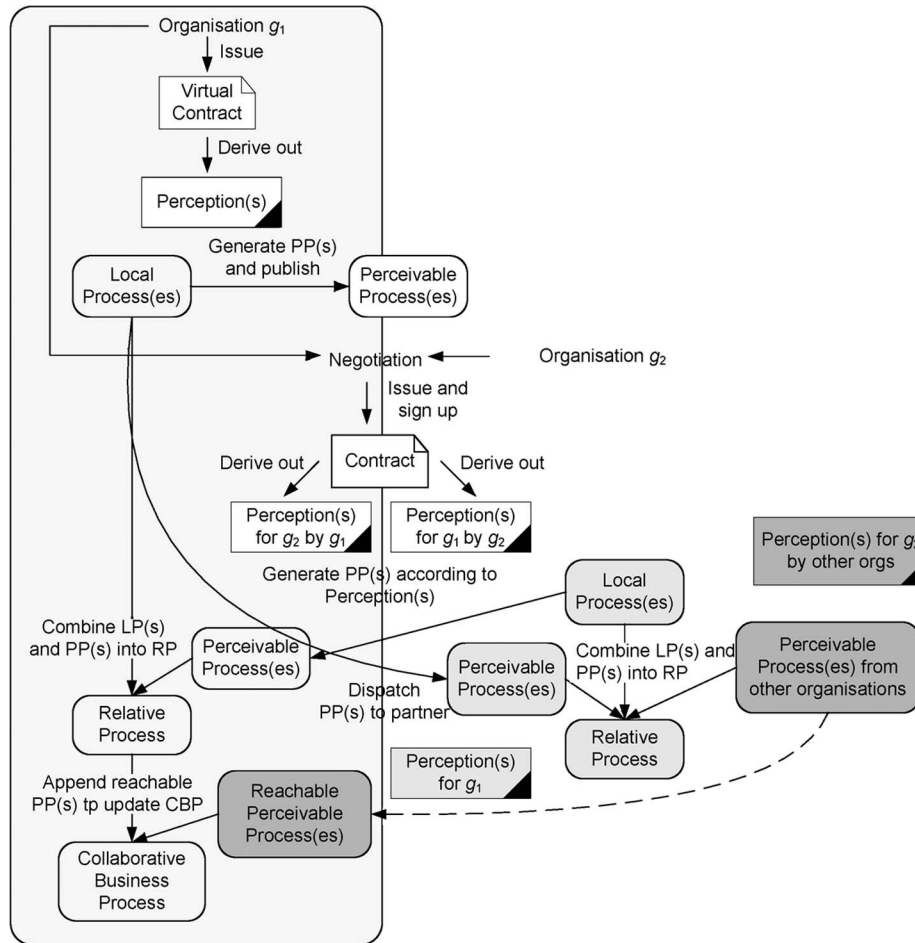 Organisation g1
Issue
Virtual
Contract
Derive out
Perception(s)
Generate PP(s)
and publish
Local
Process(es)
Perceivable
Process(es)
Negotiation
Organisation g2
Issue and
sign up
Contract
Derive out
Derive out
Perception(s)
for g2 by g1
Perception(s)
for g1 by g2
Perception(s) for g
by other orgs
Generate PP(s) according to
Perception(s)
Local
Process(es)
Combine LP(s)
and PP(s) into RP
Perceivable
Process(es)
Perceivable
Process(es)
Combine LP(s) and
PP(s) into RP
Perceivable
Process(es) from
other organisations
Dispatch
PP(s) to partner
Relative
Process
Relative
Process
Append reachable
PP(s) tp update CBP
Reachable
Perceivable
Process(es)
Perception(s)
for g1
Collaborative
Business
Process